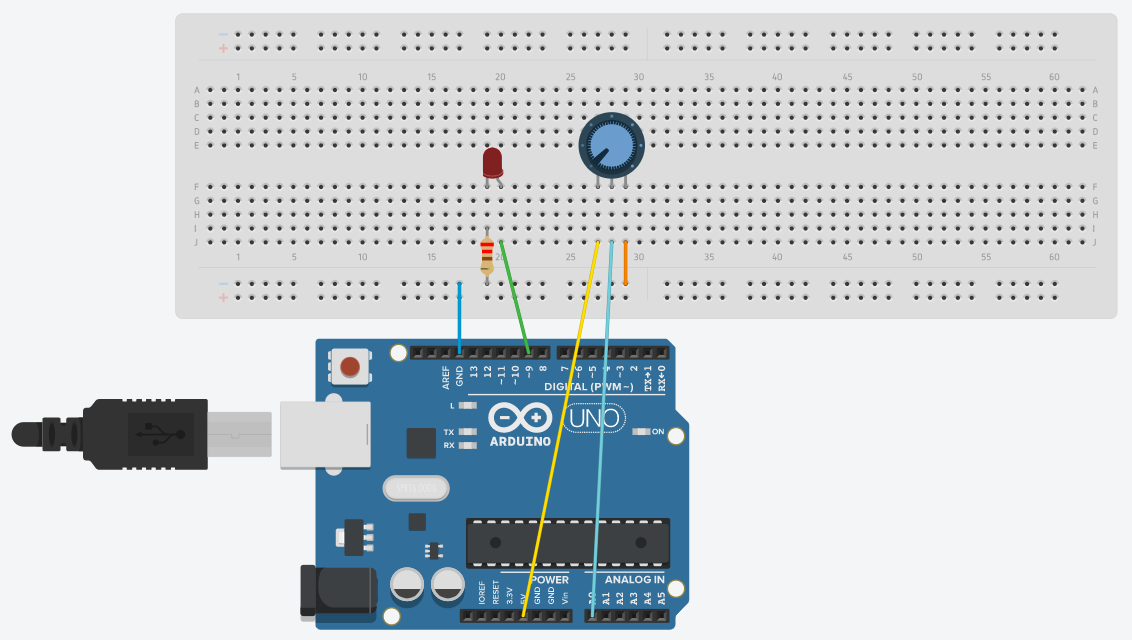 − −
+ +
1 5 10 15 20 25 30 35 40 45 50 55 60
A A
B B
C C
D D
E E
F F
G G
H H
I I
J J
1 5 10 15 20 25 30 35 40 45 50 55 60
− −
+ +
AREF GND 13 12 ~11 ~10 ~9 8 7 ~6 ~5 4 ~3 2 TX→1 RX←0
DIGITAL (PWM ~)
L
TX
RX
ARDUINO
UNO
ON
POWER
ANALOG IN
IOREF RESET 3.3V 5V GND GND Vin A0 A1 A2 A3 A4 A5